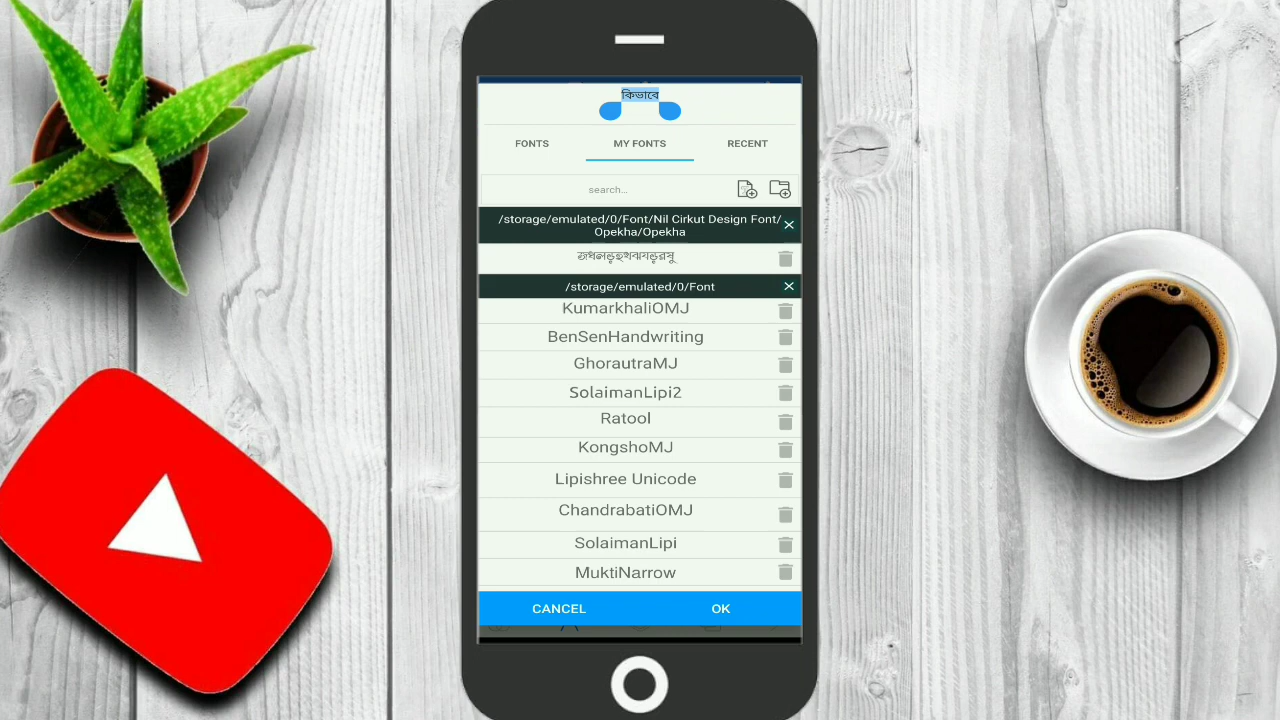 কিভাবে
FONTS
MY FONTS
RECENT
search...
/storage/emulated/0/Font/Nil Cirkut Design Font/
Opekha/Opekha
/storage/emulated/0/Font
KumarkhaliOMJ
BenSenHandwriting
GhorautraMJ
SolaimanLipi2
Ratool
KongshoMJ
Lipishree Unicode
ChandrabatiOMJ
SolaimanLipi
MuktiNarrow
CANCEL
OK